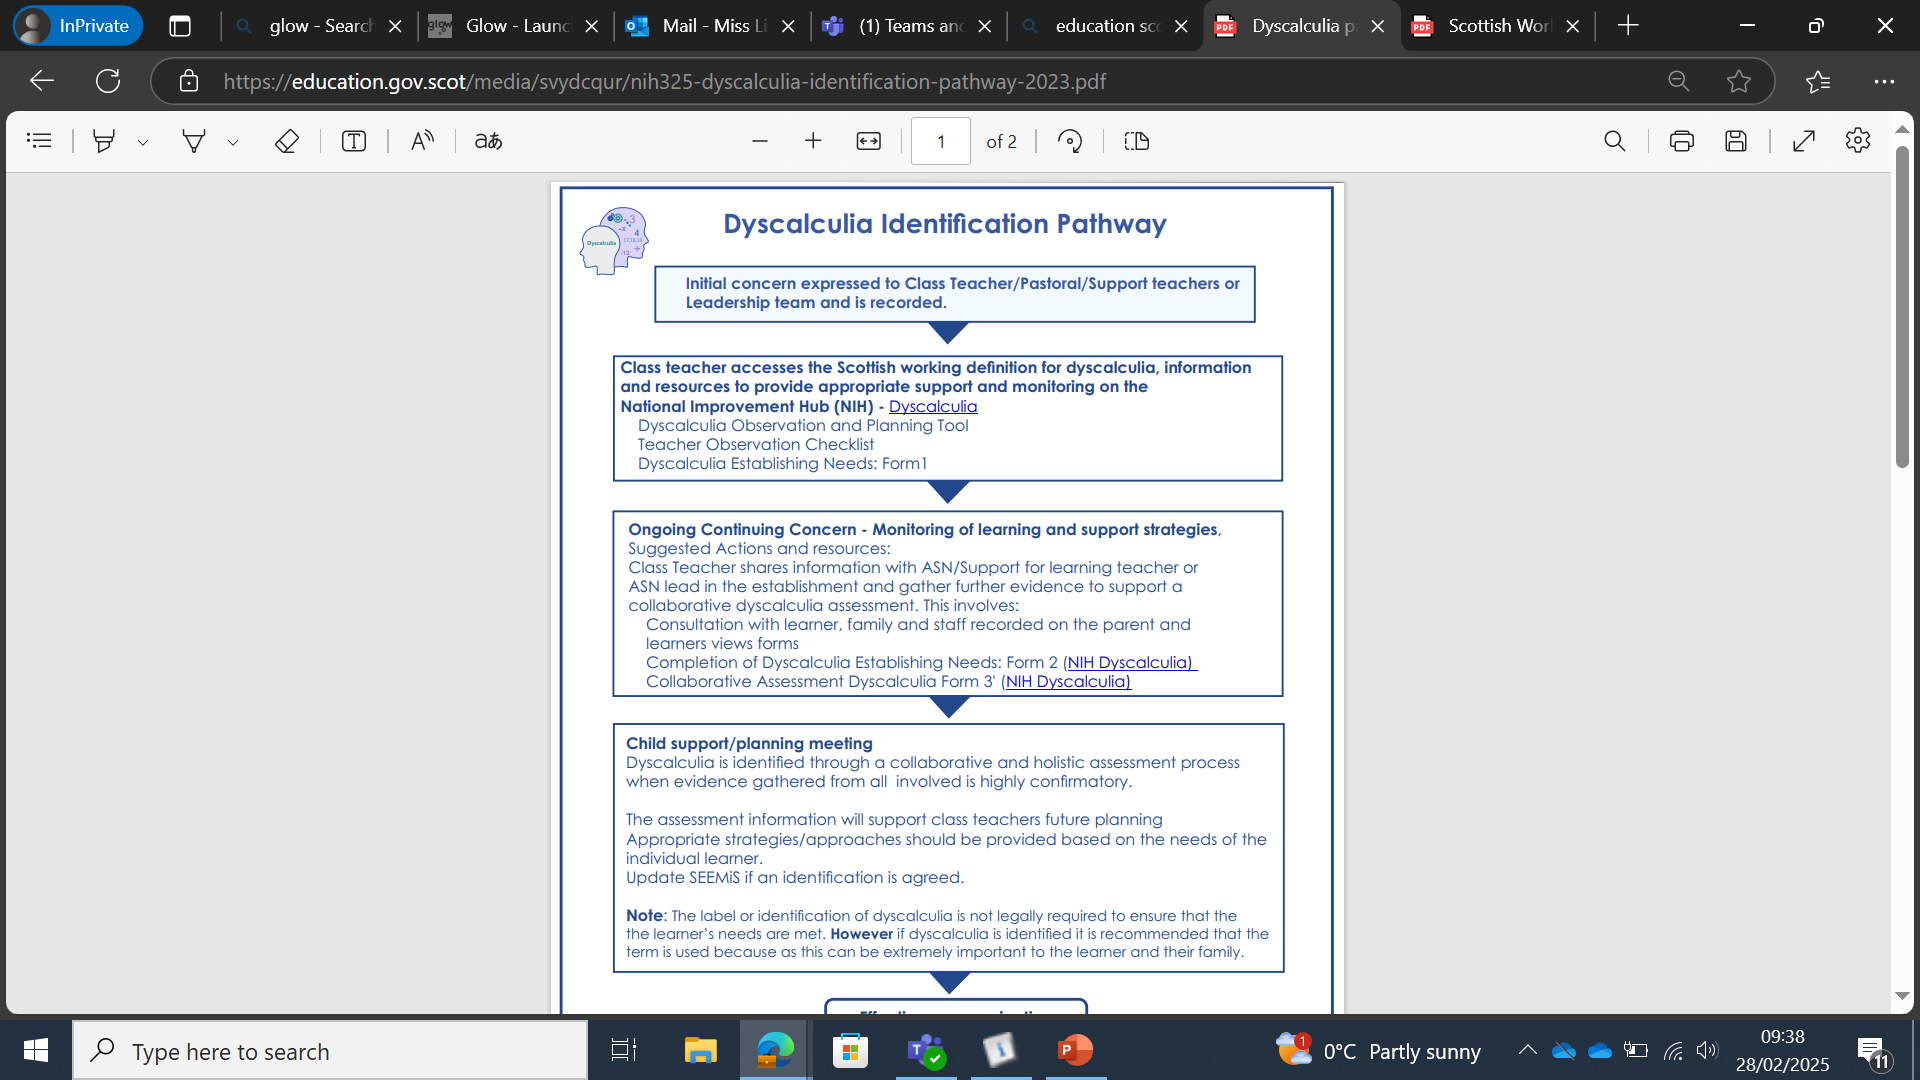 InPrivate
glow - Search
Glow - Launc
Mail - Miss Li
(1) Teams and
education sco
Dyscalculia p
Scottish Wor
https://education.gov.scot/media/svydcqur/nih325-dyscalculia-identification-pathway-2023.pdf
1 of 2
Dyscalculia
Dyscalculia Identification Pathway
Initial concern expressed to Class Teacher/Pastoral/Support teachers or
Leadership team and is recorded.
Class teacher accesses the Scottish working definition for dyscalculia, information
and resources to provide appropriate support and monitoring on the
National Improvement Hub (NIH) - Dyscalculia
Dyscalculia Observation and Planning Tool
Teacher Observation Checklist
Dyscalculia Establishing Needs: Form1
Ongoing Continuing Concern - Monitoring of learning and support strategies,
Suggested Actions and resources:
Class Teacher shares information with ASN/Support for learning teacher or
ASN lead in the establishment and gather further evidence to support a
collaborative dyscalculia assessment. This involves:
Consultation with learner, family and staff recorded on the parent and
learners views forms
Completion of Dyscalculia Establishing Needs: Form 2 (NIH Dyscalculia)
Collaborative Assessment Dyscalculia Form 3' (NIH Dyscalculia)
Child support/planning meeting
Dyscalculia is identified through a collaborative and holistic assessment process
when evidence gathered from all  involved is highly confirmatory.
The assessment information will support class teachers future planning
Appropriate strategies/approaches should be provided based on the needs of the
individual learner.
Update SEEMiS if an identification is agreed.
Note: The label or identification of dyscalculia is not legally required to ensure that the
the learner's needs are met. However if dyscalculia is identified it is recommended that the
term is used because as this can be extremely important to the learner and their family.
Type here to search
1
0°C Partly sunny
09:38
28/02/2025
11